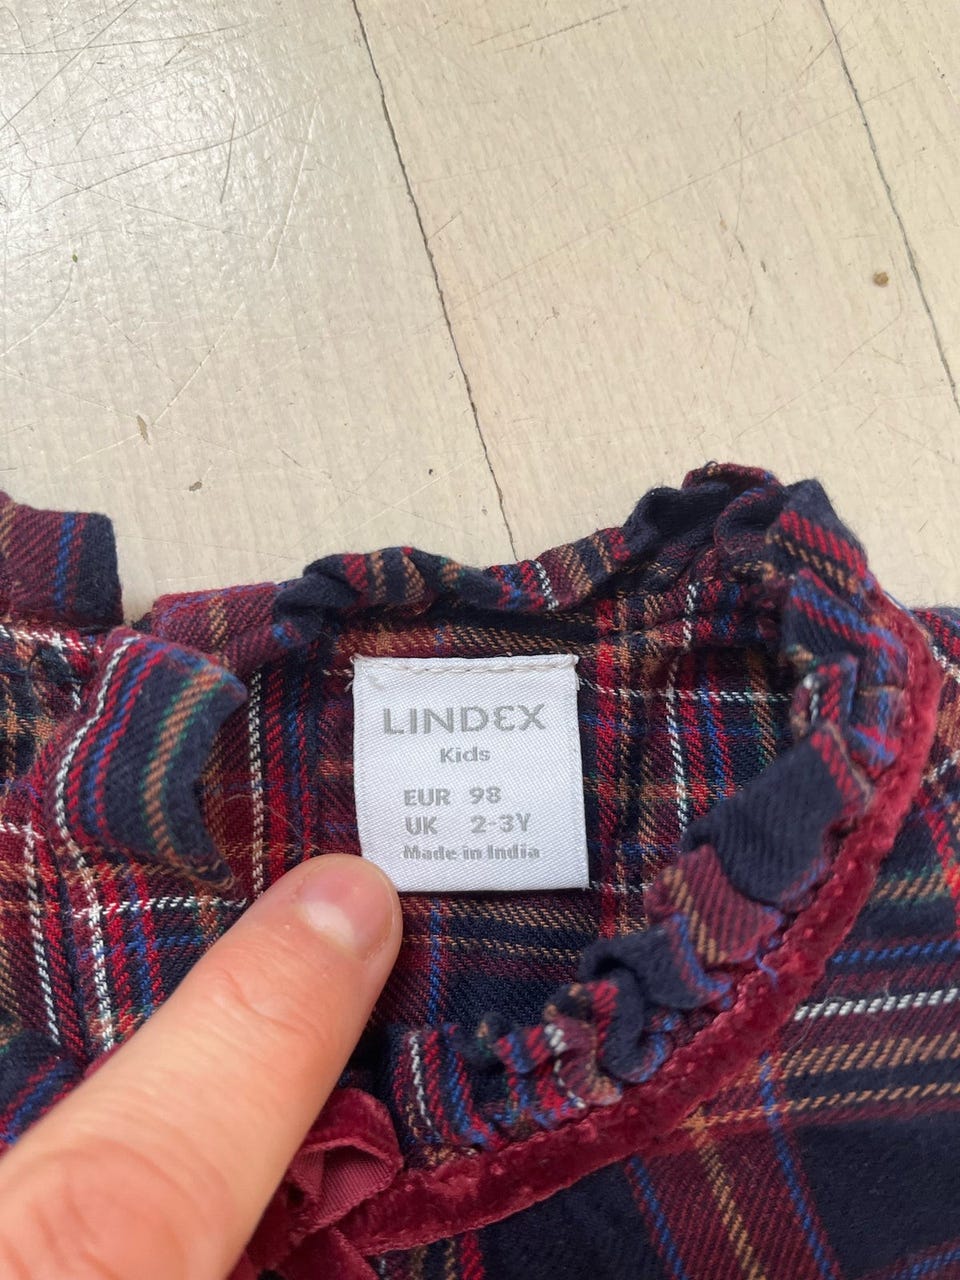 LINDEX
Kids
EUR 98
UK 2-3Y
Made in India